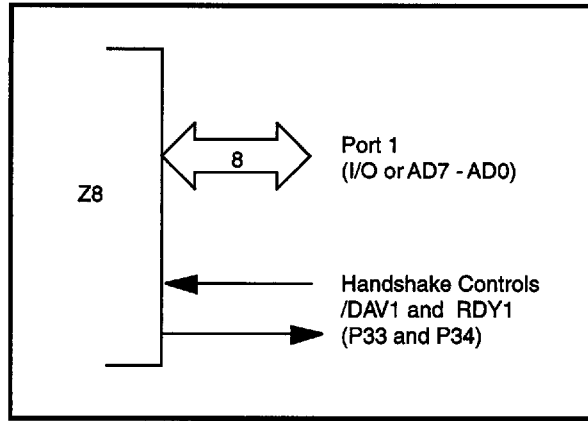 Z8
8
Port 1
(I/O or AD7 - AD0)
Handshake Controls
/DAV1 and RDY1
(P33 and P34)